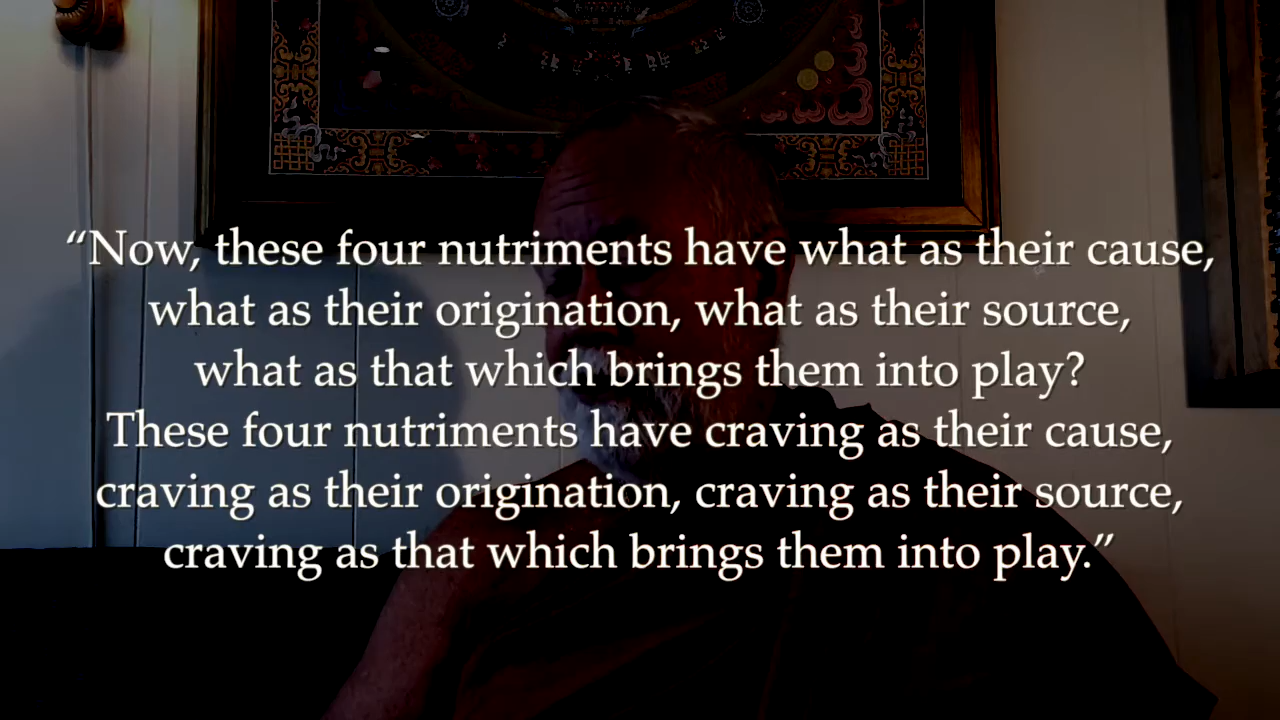 “Now, these four nutriments have what as their cause,
what as their origination, what as their source,
what as that which brings them into play?
These four nutriments have craving as their cause,
craving as their origination, craving as their source,
craving as that which brings them into play.”